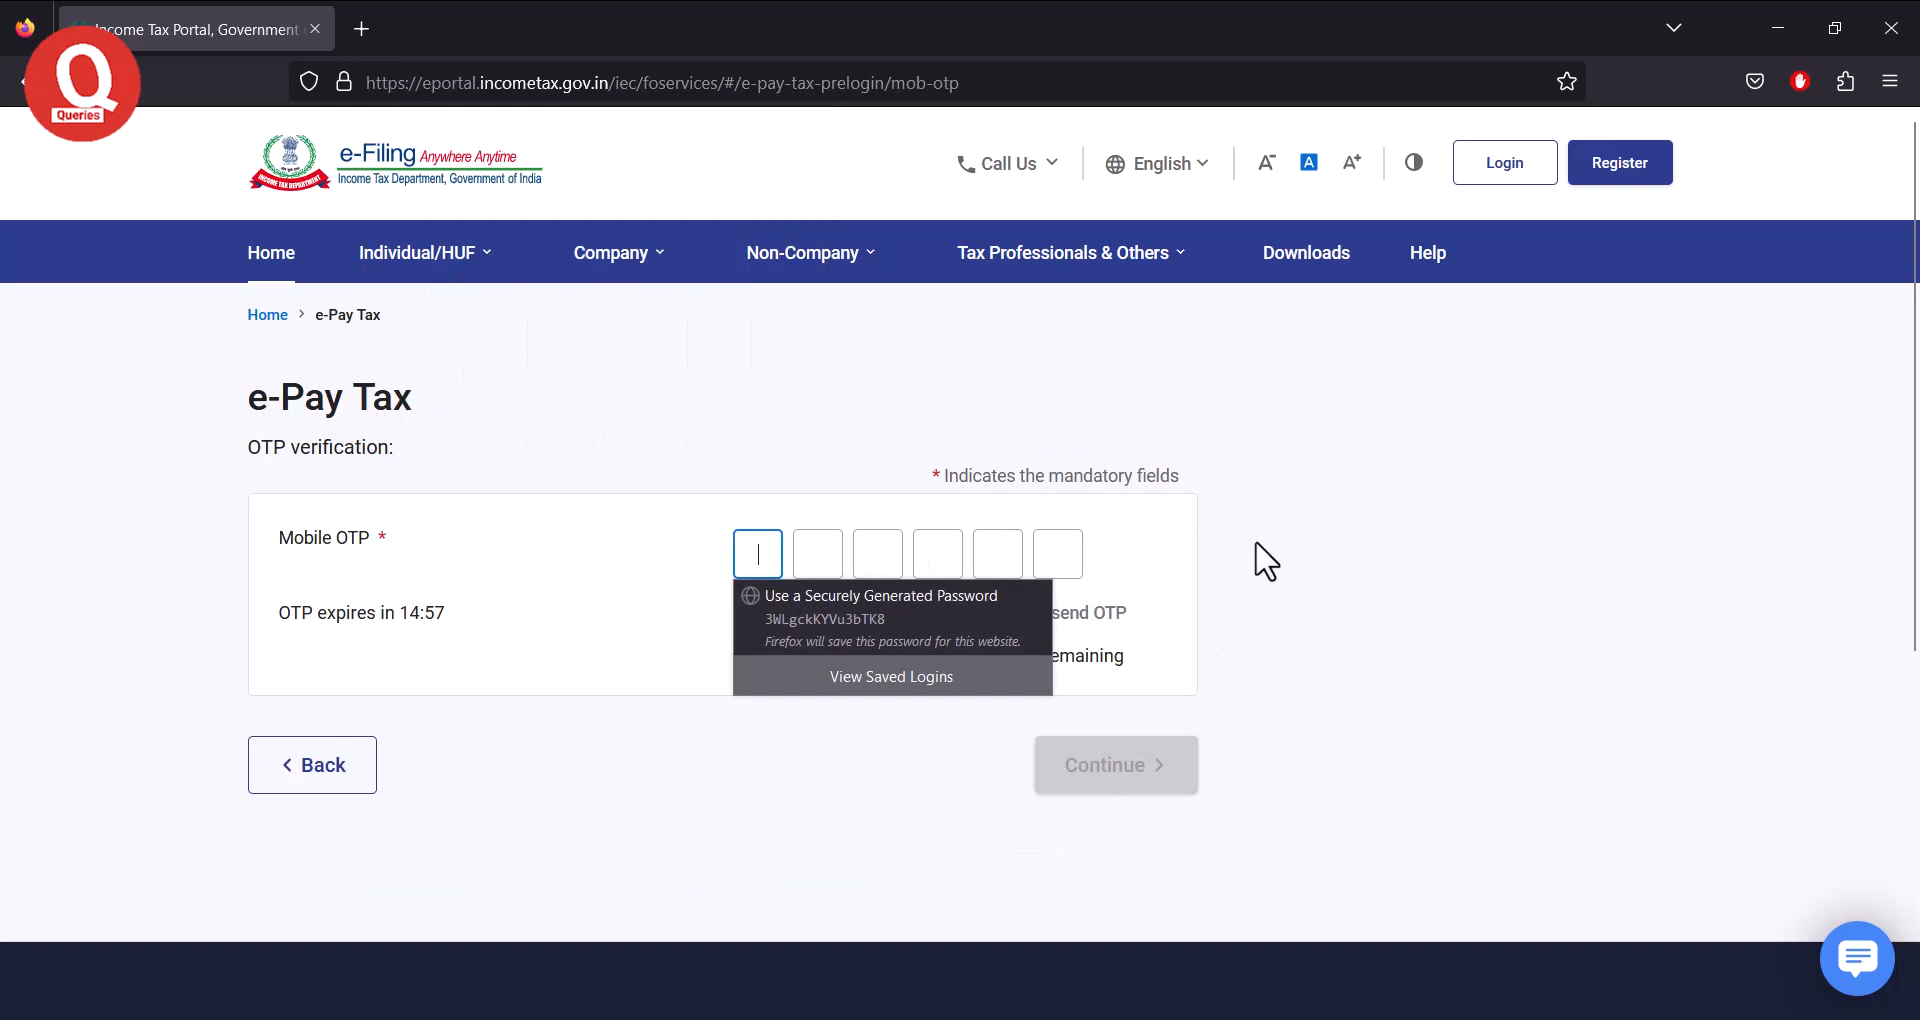 Income Tax Portal, Government
https://eportal.incometax.gov.in/iec/foservices/#/e-pay-tax-prelogin/mob-otp
Q
Queries
e-Filing Anywhere Anytime
Income Tax Department, Government of India
INCOME TAX DEPARTMENT
Call Us
English
A-
A
A+
Login
Register
Home
Individual/HUF
Company
Non-Company
Tax Professionals & Others
Downloads
Help
Home > e-Pay Tax
e-Pay Tax
OTP verification:
* Indicates the mandatory fields
Mobile OTP *
Use a Securely Generated Password
3WLgckKYVu3bTK8
Firefox will save this password for this website.
View Saved Logins
OTP expires in 14:57
send OTP
emaining
< Back
Continue >